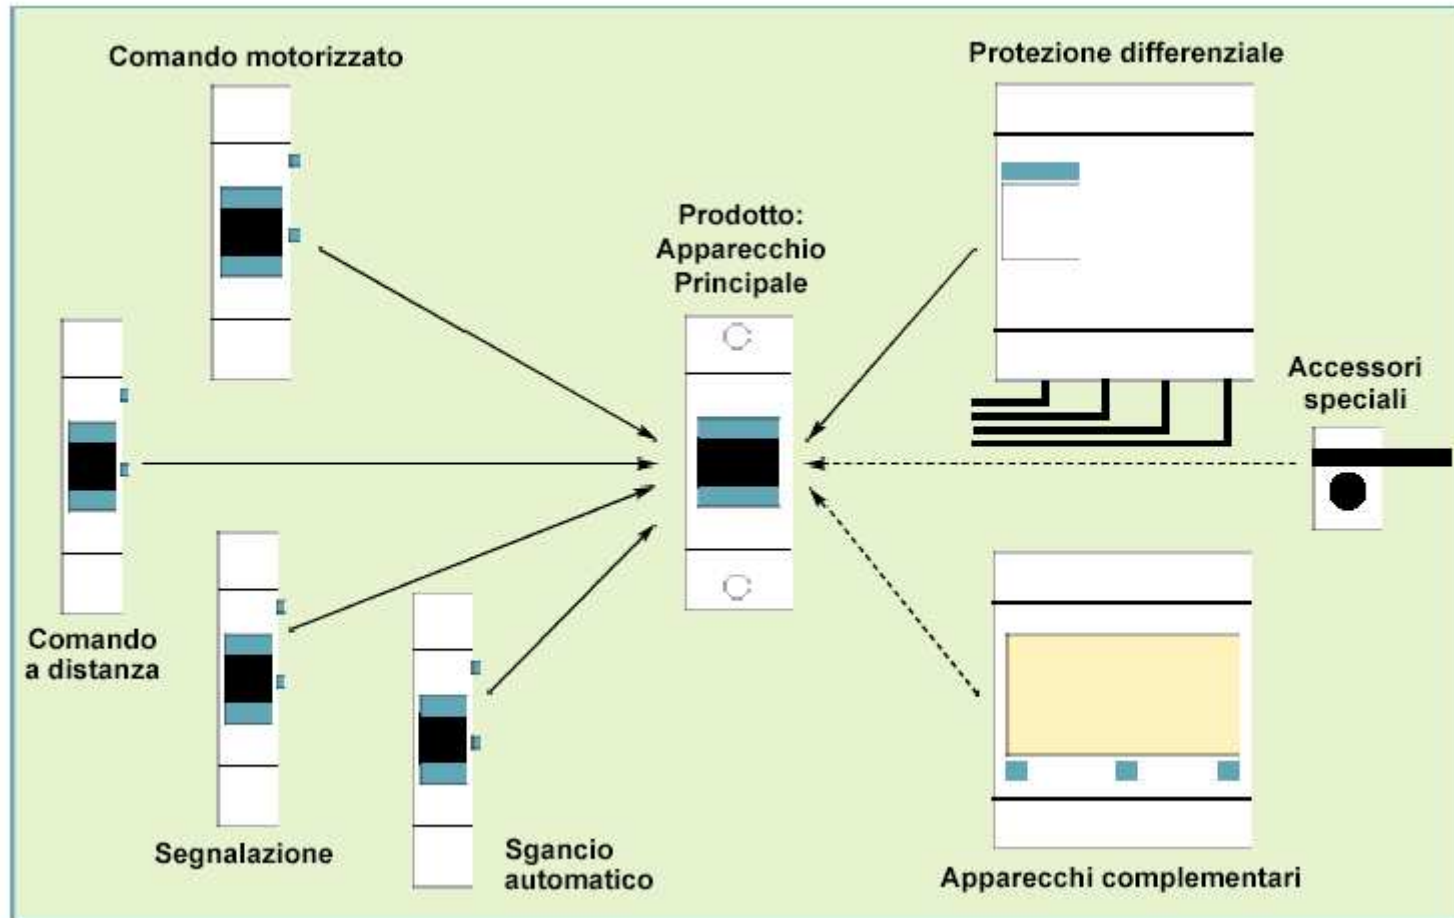 Comando motorizzato
Protezione differenziale
Prodotto:
Apparecchio
Principale
Accessori
speciali
Comando
a distanza
Segnalazione
Sgancio
automatico
Apparecchi complementari